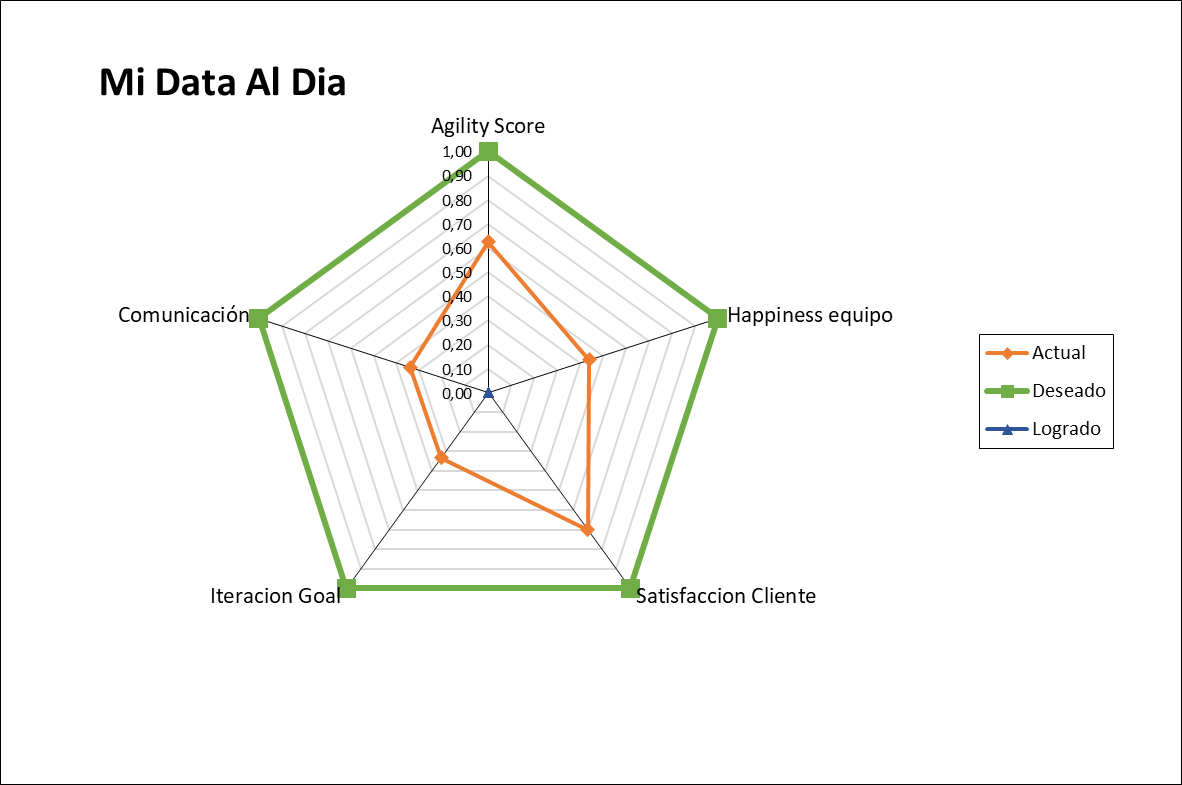 Mi Data Al Dia
Agility Score
1,00
0,90
0,80
0,70
0,60
0,50
0,40
0,30
0,20
0,10
0,00
Comunicación
Happiness equipo
Iteracion Goal
Satisfaccion Cliente
Actual
Deseado
Logrado